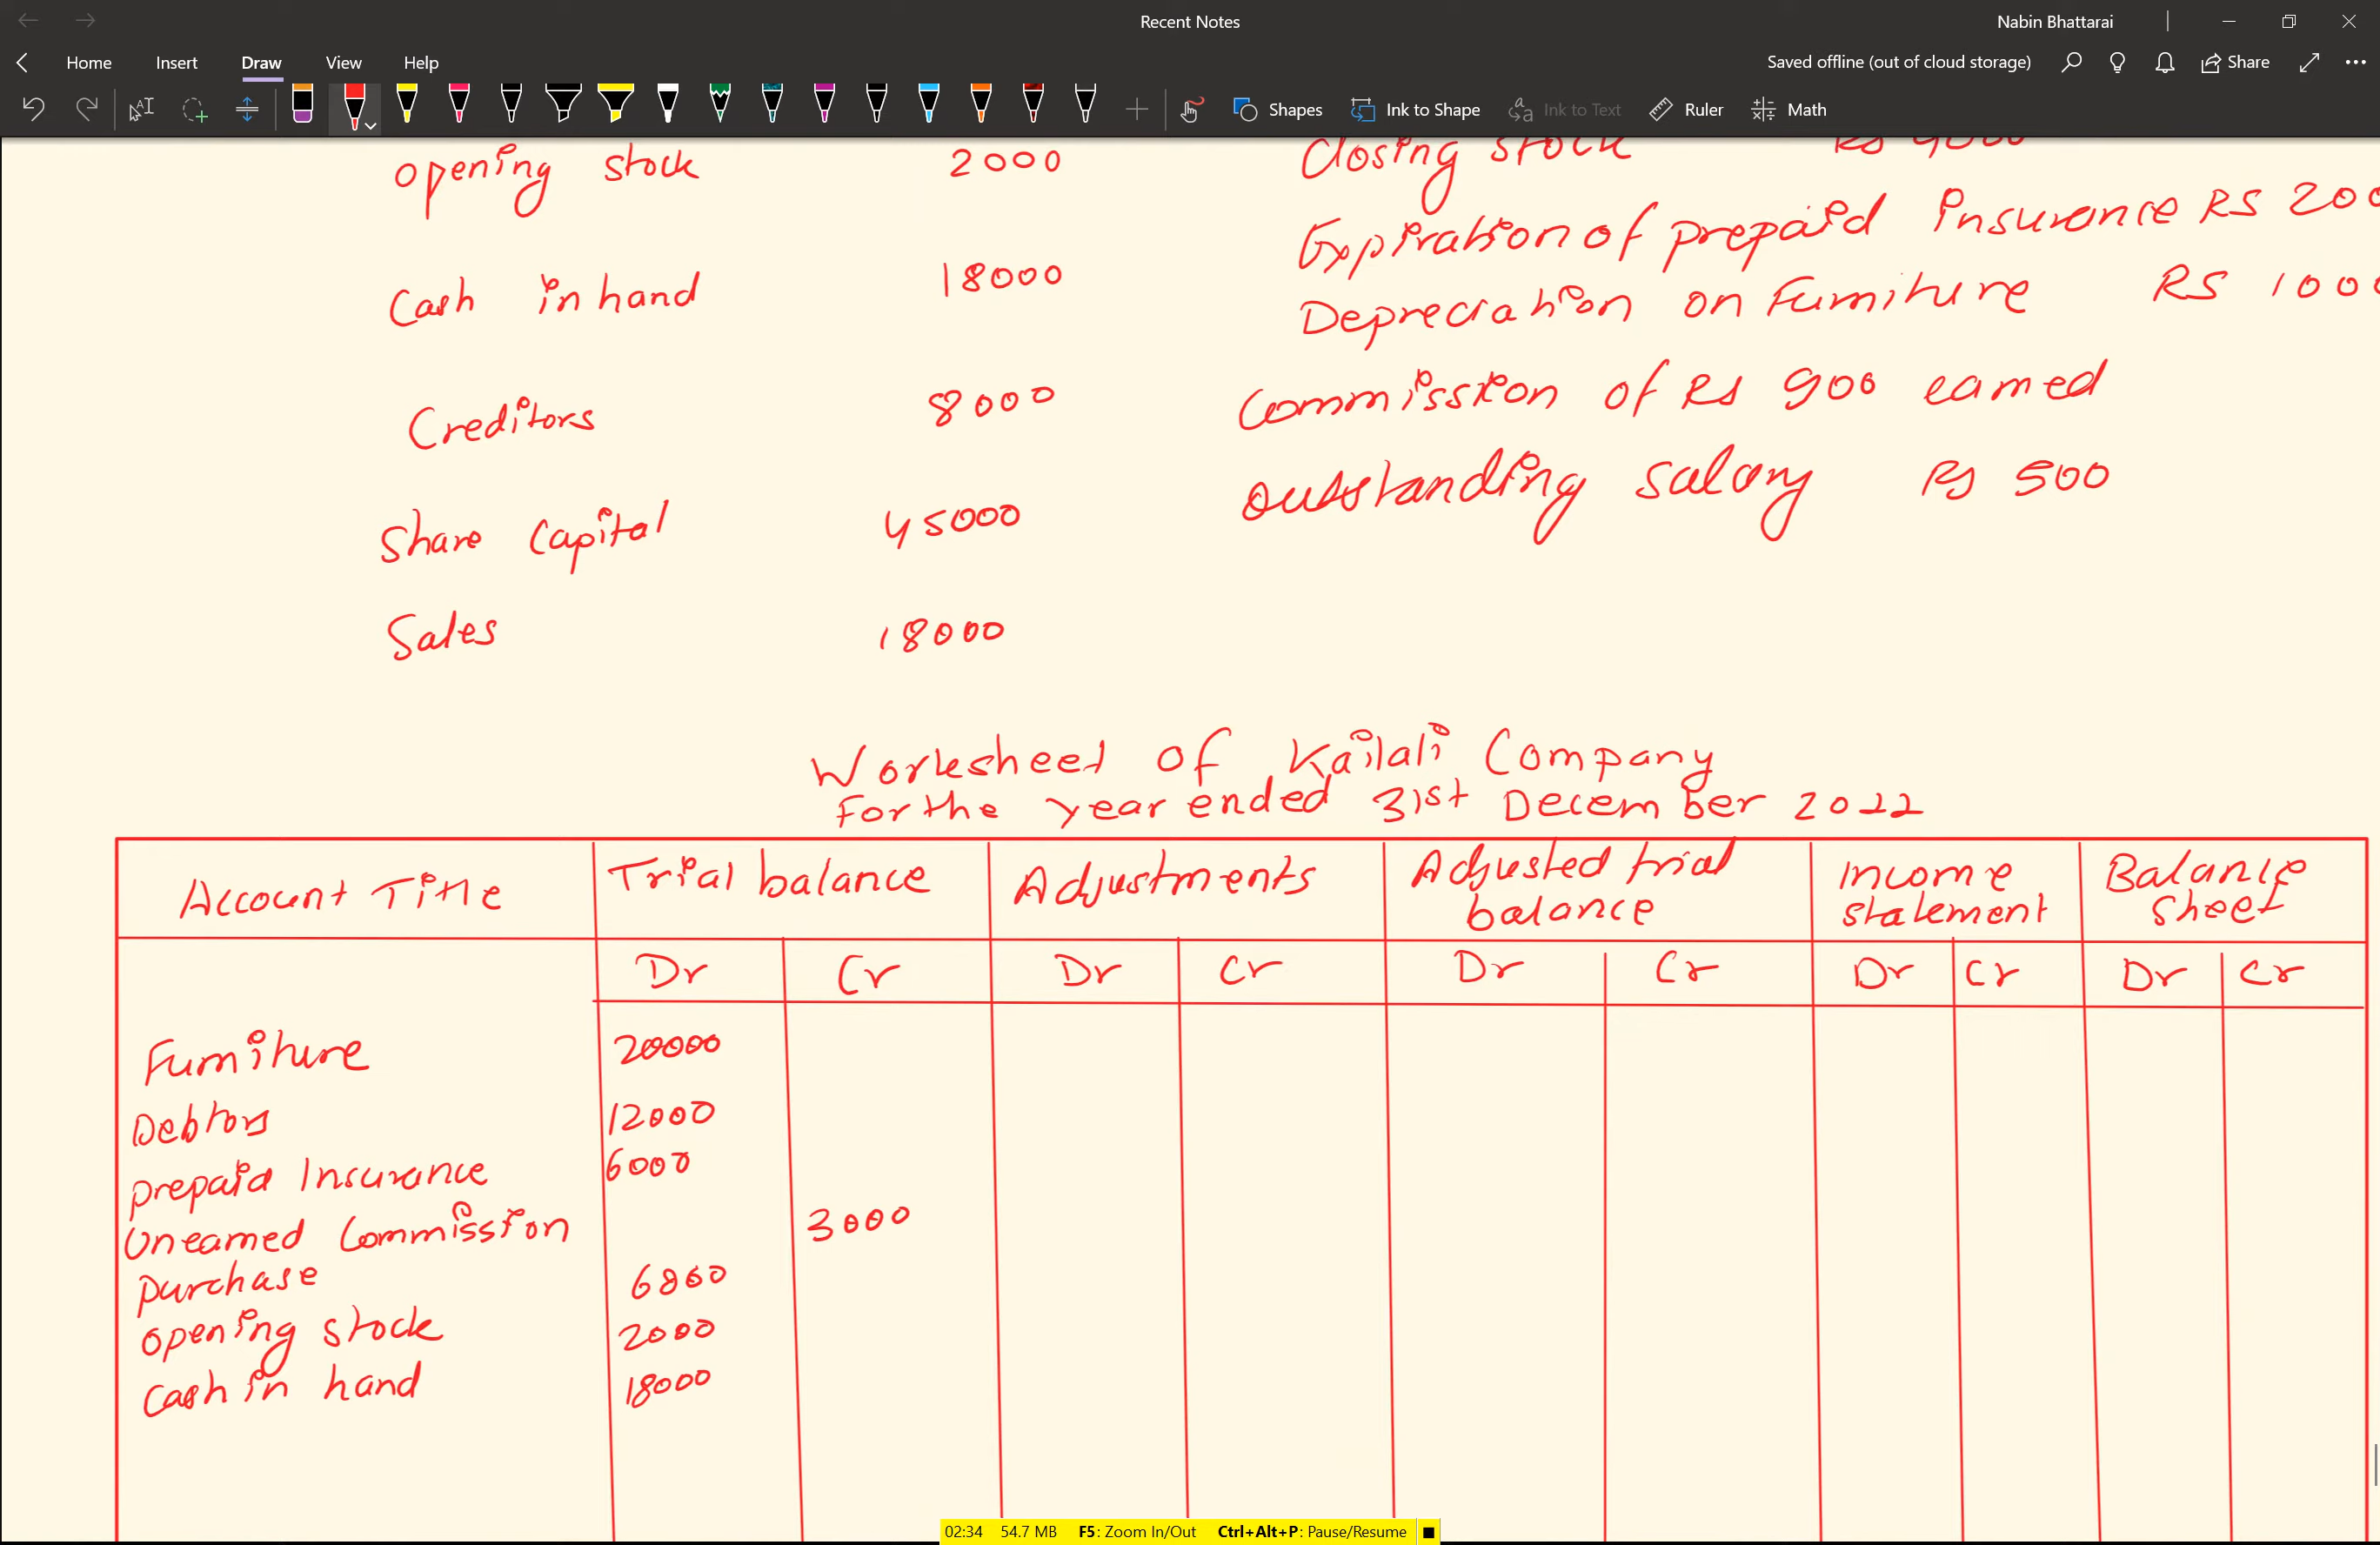 Recent Notes
Nabin Bhattarai
Home Insert Draw View Help
Saved offline (out of cloud storage)
Share
Shapes Ink to Shape Ink to Text Ruler Math
Opening stock 2000
Closing stock Rs
Expiration of prepaid insurance RS 200
Cash in hand 18000
Depreciation on Furniture RS 100
Creditors 8000
Commission of Rs 900 earned
Outstanding salary Rs 500
Share Capital 45000
Sales 18000
Worksheet of Kailali Company
For the year ended 31st December 2022
Account Title Trial balance Adjustments Adjusted trial balance Income statement Balance Sheet
Dr Cr Dr Cr Dr Cr Dr Cr Dr Cr
Furniture 20000
Debtors 12000
Prepaid Insurance 6000
Unearned Commission 3000
Purchase 6800
Opening stock 2000
Cash in hand 18000
02:34 54.7 MB F5: Zoom In/Out Ctrl+Alt+P: Pause/Resume